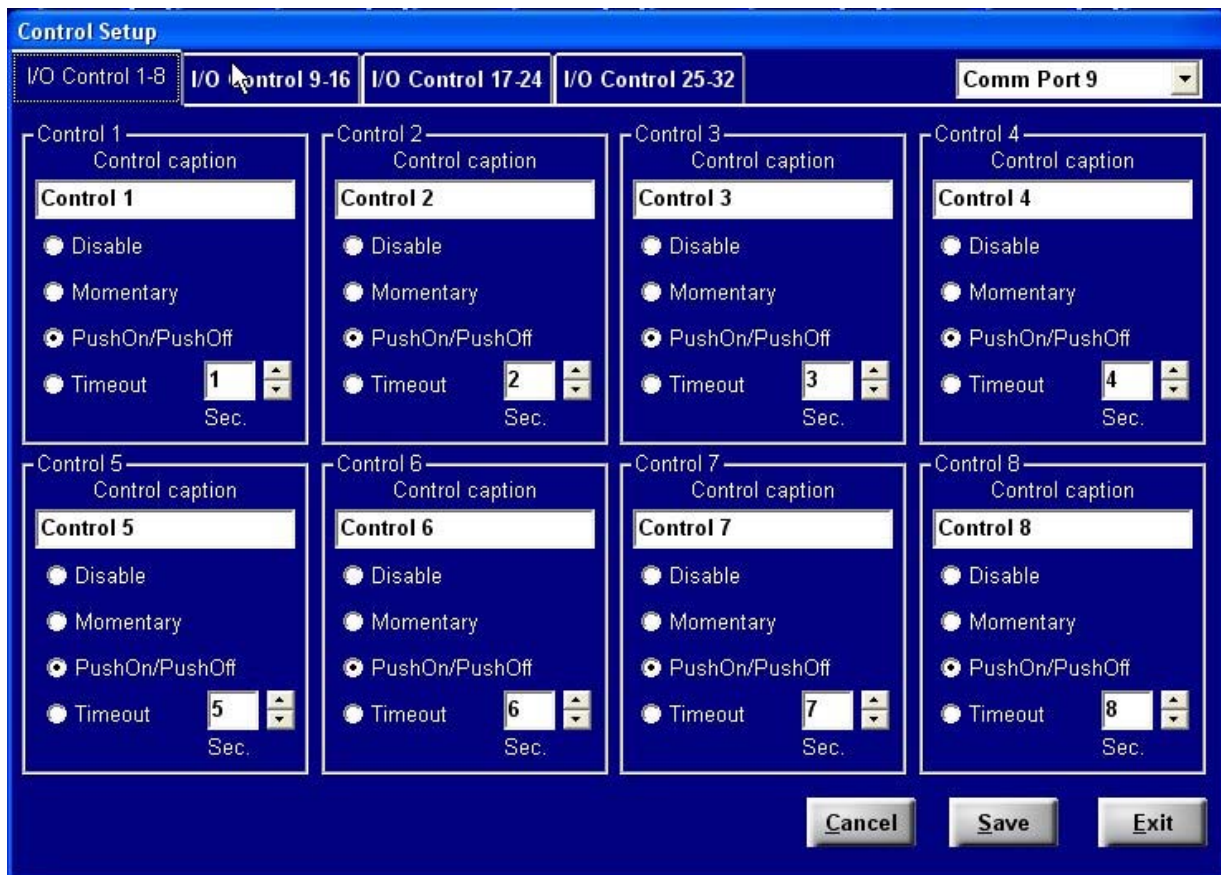 Control Setup
I/O Control 1-8 I/O Control 9-16 I/O Control 17-24 I/O Control 25-32 Comm Port 9
Control 1 Control 2 Control 3 Control 4
Control caption Control caption Control caption Control caption
Control 1 Control 2 Control 3 Control 4
Disable Disable Disable Disable
Momentary Momentary Momentary Momentary
PushOn/PushOff PushOn/PushOff PushOn/PushOff PushOn/PushOff
Timeout 1 Timeout 2 Timeout 3 Timeout 4
Sec. Sec. Sec. Sec.
Control 5 Control 6 Control 7 Control 8
Control caption Control caption Control caption Control caption
Control 5 Control 6 Control 7 Control 8
Disable Disable Disable Disable
Momentary Momentary Momentary Momentary
PushOn/PushOff PushOn/PushOff PushOn/PushOff PushOn/PushOff
Timeout 5 Timeout 6 Timeout 7 Timeout 8
Sec. Sec. Sec. Sec.
Cancel Save Exit